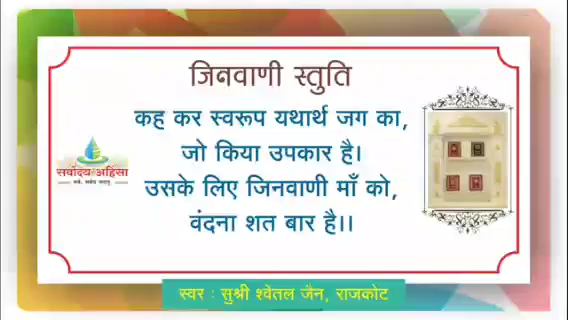 जिनवाणी स्तुति
कह कर स्वरूप यथार्थ जग का,
जो किया उपकार है।
उसके लिए जिनवाणी माँ को,
वंदना शत बार है।।
सर्वोदय अहिंसा
स्वर : सुश्री श्वेतल जैन, राजकोट